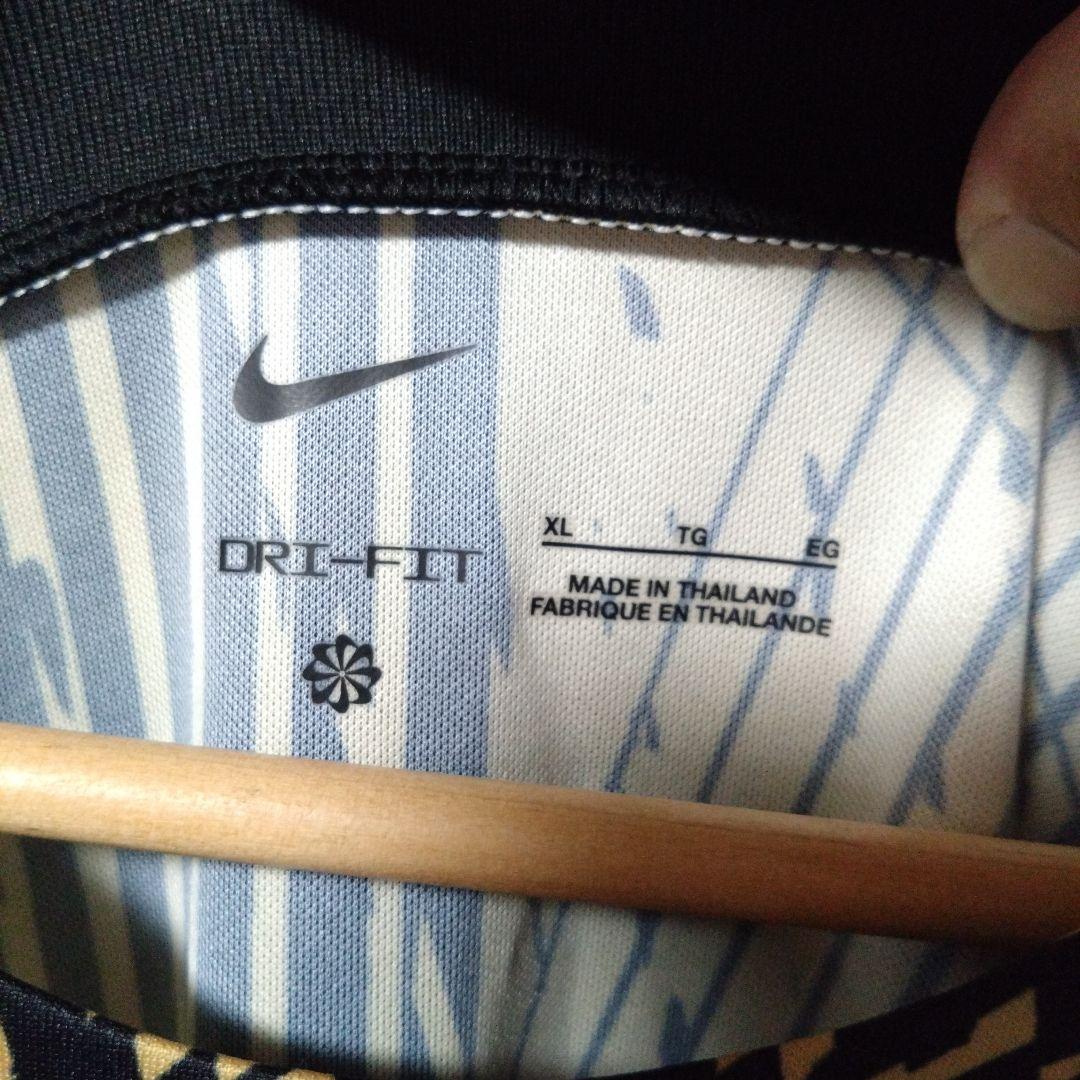 DRI-FIT
XL TG EG
MADE IN THAILAND
FABRIQUE EN THAILANDE